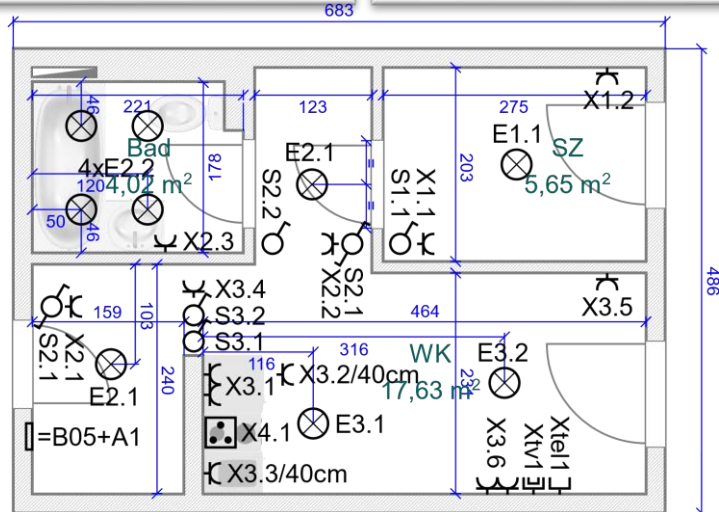 683
46
221
123
275
X1.2
Bad
E2.1
E1.1
SZ
4xE2.2
178
=
203
120
4,02 m²
5,65 m²
50
46
=
S2.2
S1.1
X1.1
X2.3
X2.2
S2.1
486
X3.4
159
103
S3.2
464
X3.5
S3.1
S2.1
X2.1
316
116
WK
E3.2
E2.1
240
X3.1
X3.2/40cm
17,63 m²
=B05+A1
X4.1
E3.1
X3.6
Xtv1
Xtel1
X3.3/40cm